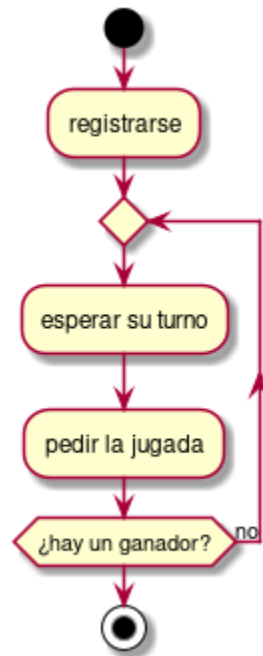 registrarse
esperar su turno
pedir la jugada
¿hay un ganador?
no